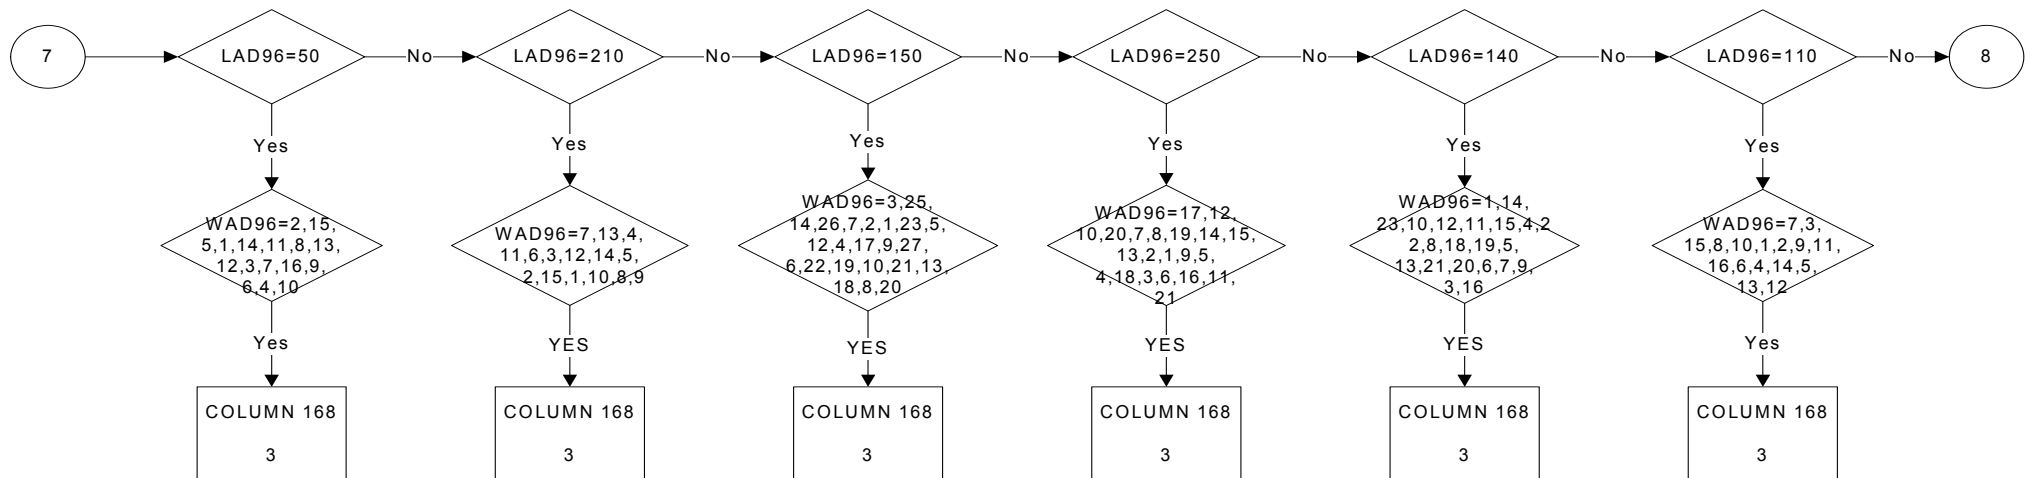 7
LAD96=50
No
LAD96=210
No
LAD96=150
No
LAD96=250
No
LAD96=140
No
LAD96=110
No
8
Yes
Yes
Yes
Yes
Yes
Yes
WAD96=2,15,
5,1,14,11,8,13,
12,3,7,16,9,
6,4,10
WAD96=7,13,4,
11,6,3,12,14,5,
2,15,1,10,8,9
WAD96=3,25,
14,26,7,2,1,23,5,
12,4,17,9,27,
6,22,19,10,21,13,
18,8,20
WAD96=17,12,
10,20,7,8,19,14,15,
13,2,1,9,5,
4,18,3,6,16,11,
21
WAD96=1,14,
23,10,12,11,15,4,2
2,8,18,19,5,
13,21,20,6,7,9,
3,16
WAD96=7,3,
15,8,10,1,2,9,11,
16,6,4,14,5,
13,12
Yes
YES
YES
YES
YES
Yes
COLUMN 168
3
COLUMN 168
3
COLUMN 168
3
COLUMN 168
3
COLUMN 168
3
COLUMN 168
3